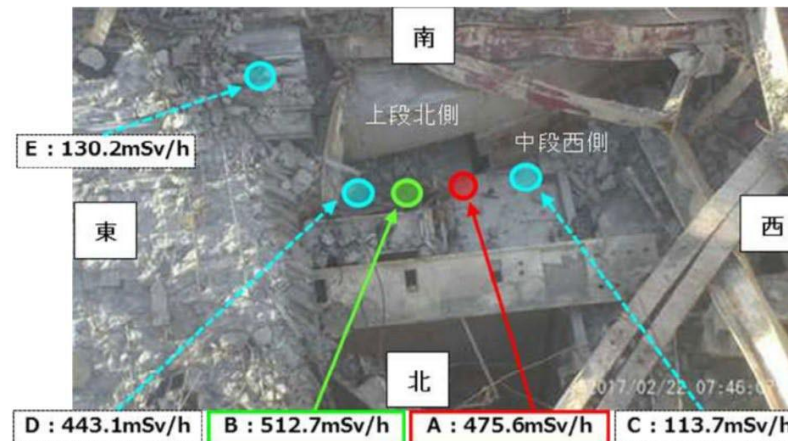 南
上段北側
中段西側
E：130.2mSv/h
東
西
北
2017/02/22 07:46:0
D：443.1mSv/h
B：512.7mSv/h
A：475.6mSv/h
C：113.7mSv/h